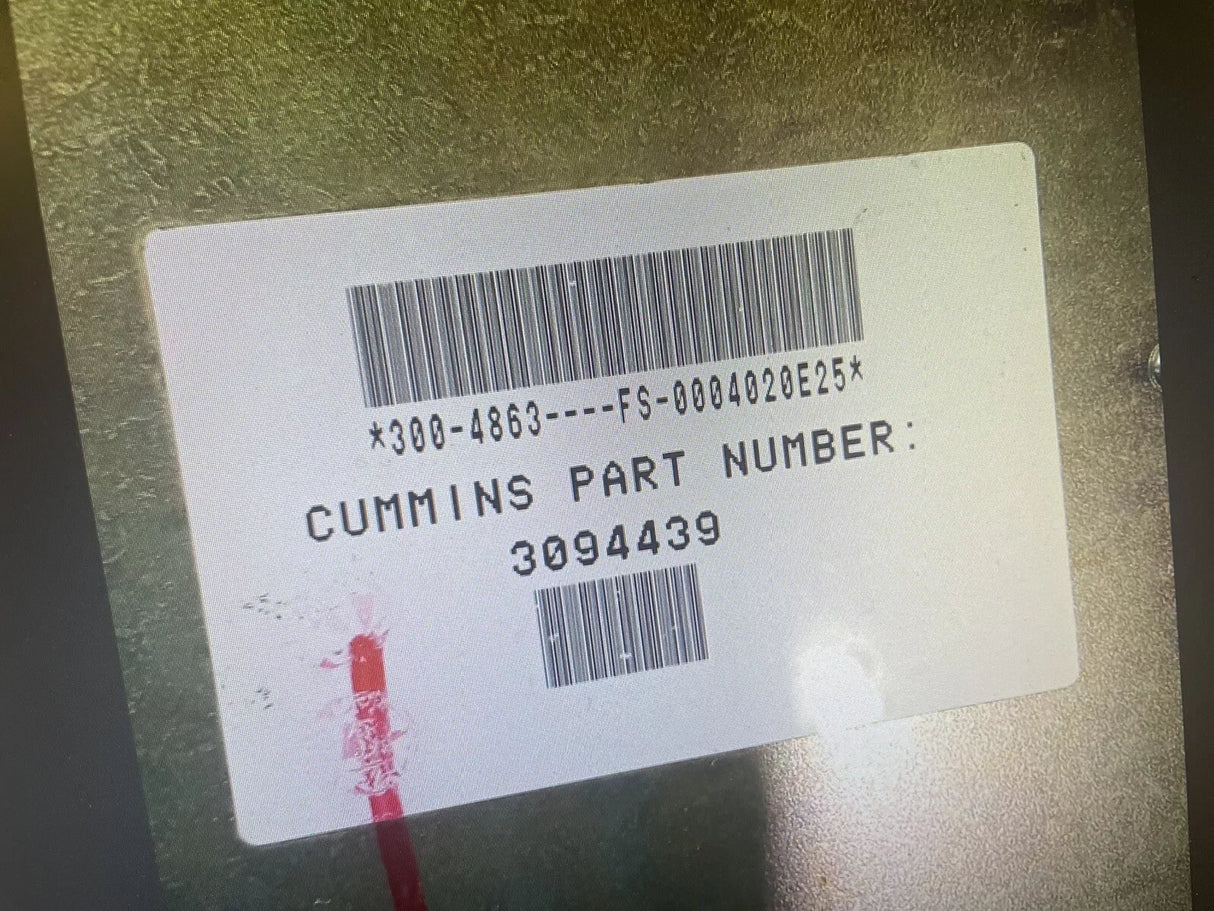 *300-4863----FS-0004020E25*
CUMMINS PART NUMBER:
3094439